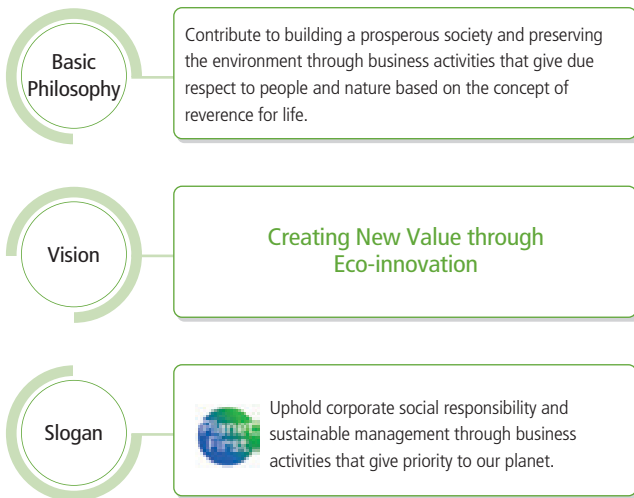 Basic
Philosophy
Contribute to building a prosperous society and preserving
the environment through business activities that give due
respect to people and nature based on the concept of
reverence for life.
Vision
Creating New Value through
Eco-innovation
Slogan
Planet
First
Uphold corporate social responsibility and
sustainable management through business
activities that give priority to our planet.